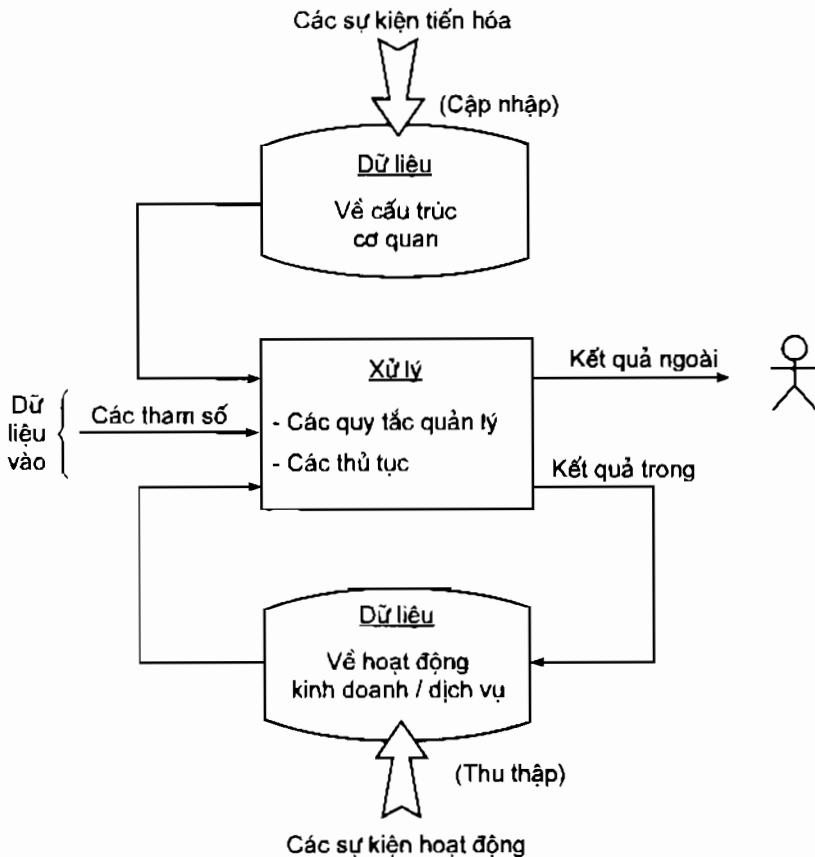 Các sự kiện tiến hóa
(Cập nhập)
Dữ liệu
Về cấu trúc
cơ quan
Xử lý
- Các quy tắc quản lý
- Các thủ tục
Kết quả ngoài
Dữ
liệu
vào
Các tham số
Kết quả trong
Dữ liệu
Về hoạt động
kinh doanh / dịch vụ
(Thu thập)
Các sự kiện hoạt động